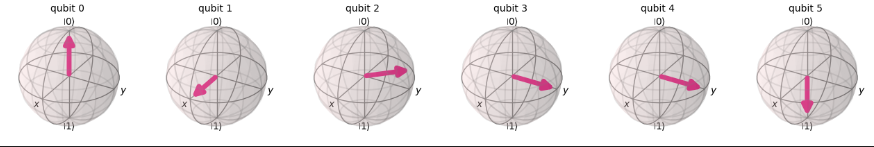 qubit 0 qubit 1 qubit 2 qubit 3 qubit 4 qubit 5
|0⟩ |0⟩ |0⟩ |0⟩ |0⟩ |0⟩
x y x y x y x y x y x y
|1⟩ |1⟩ |1⟩ |1⟩ |1⟩ |1⟩